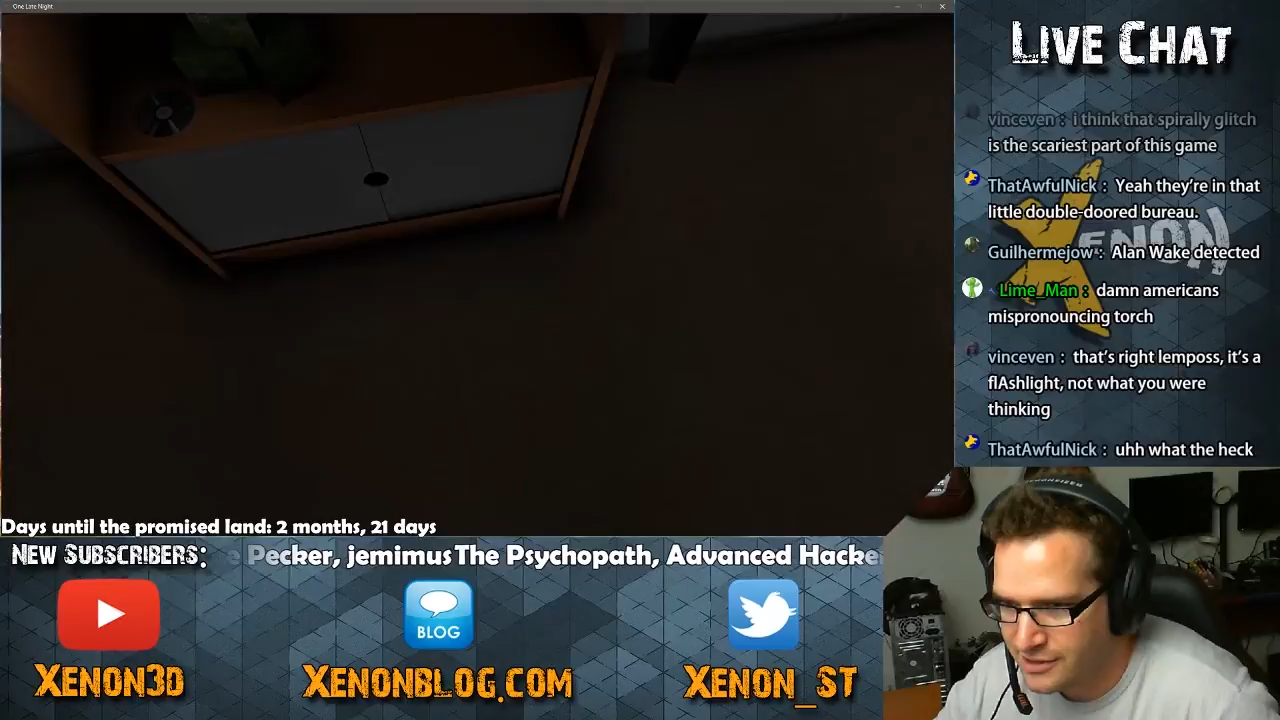 One Late Night
LIVE CHAT
vinceven : i think that spirally glitch
is the scariest part of this game
ThatAwfulNick : Yeah they're in that
little double-doored bureau.
Guilhermejow : Alan Wake detected
Lime_Man : damn americans
mispronouncing torch
vinceven : that's right lemposs, it's a
flAshlight, not what you were
thinking
ThatAwfulNick : uhh what the heck
XENON
Days until the promised land: 2 months, 21 days
NEW SUBSCRIBERS: Pecker, jemimus The Psychopath, Advanced Hacke
BLOG
XENON3D
XENONBLOG.COM
XENON_ST